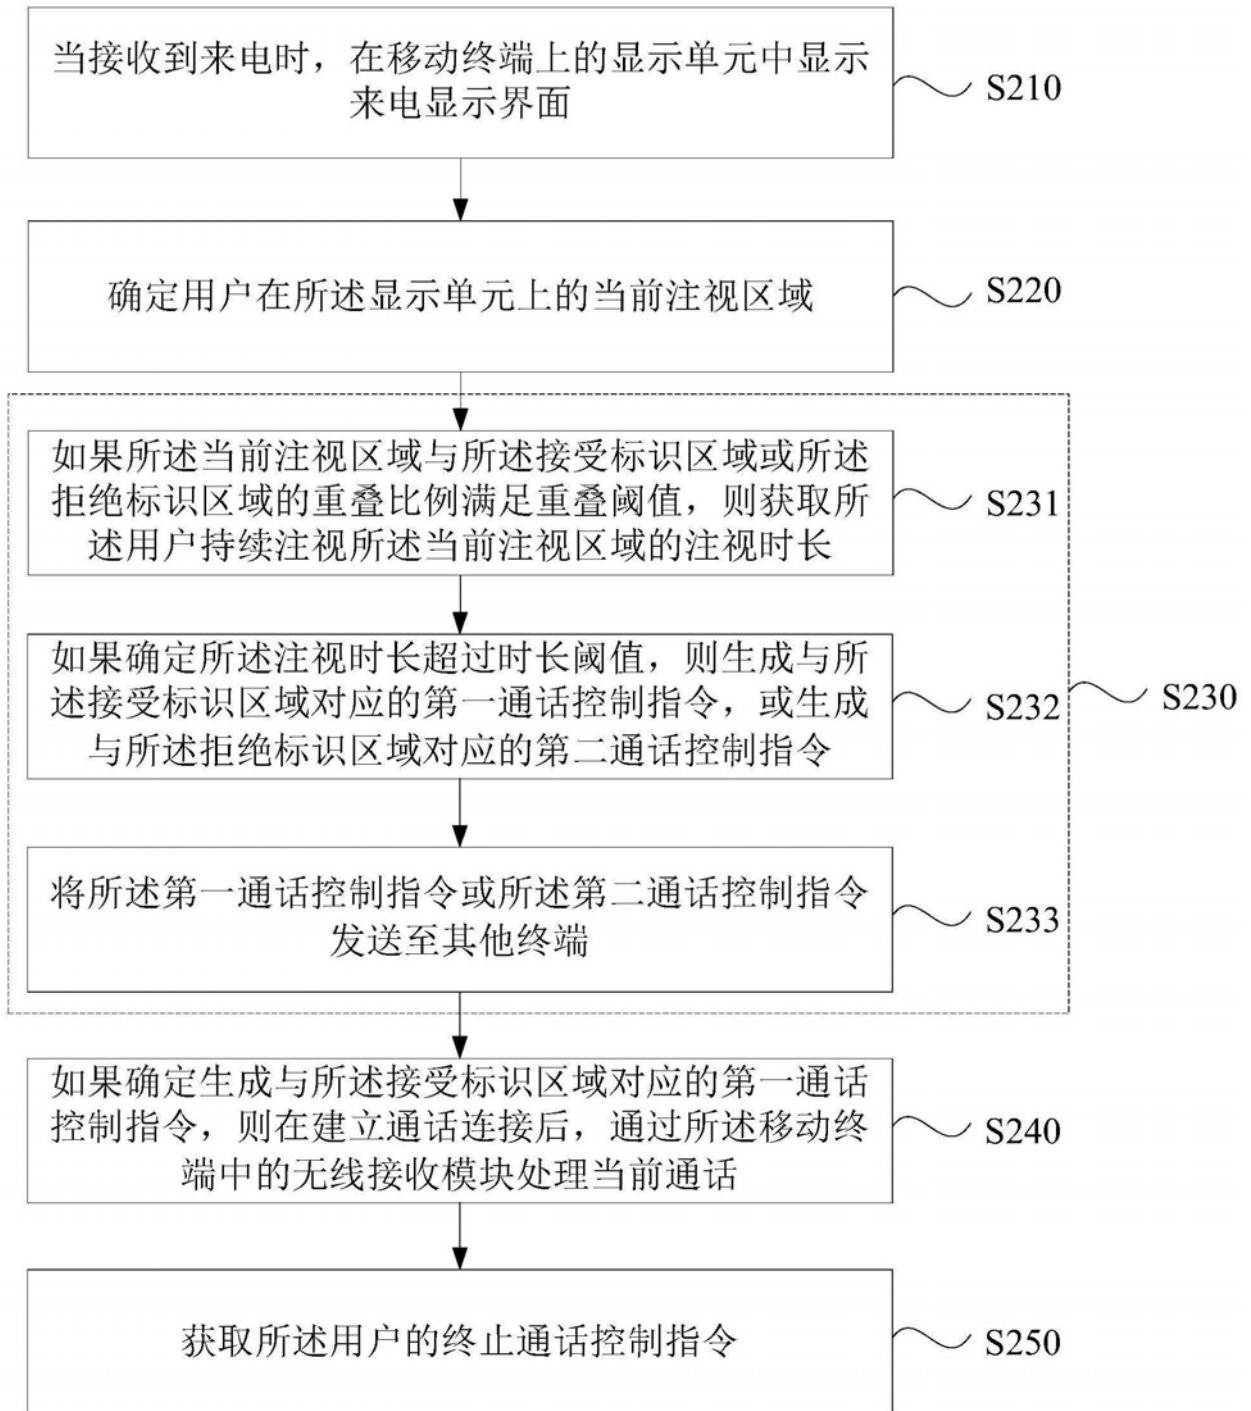 当接收到来电时，在移动终端上的显示单元中显示
来电显示界面
S210
确定用户在所述显示单元上的当前注视区域
S220
如果所述当前注视区域与所述接受标识区域或所述
拒绝标识区域的重叠比例满足重叠阈值，则获取所
述用户持续注视所述当前注视区域的注视时长
S231
如果确定所述注视时长超过时长阈值，则生成与所
述接受标识区域对应的第一通话控制指令，或生成
与所述拒绝标识区域对应的第二通话控制指令
S232
S230
将所述第一通话控制指令或所述第二通话控制指令
发送至其他终端
S233
如果确定生成与所述接受标识区域对应的第一通话
控制指令，则在建立通话连接后，通过所述移动终
端中的无线接收模块处理当前通话
S240
获取所述用户的终止通话控制指令
S250